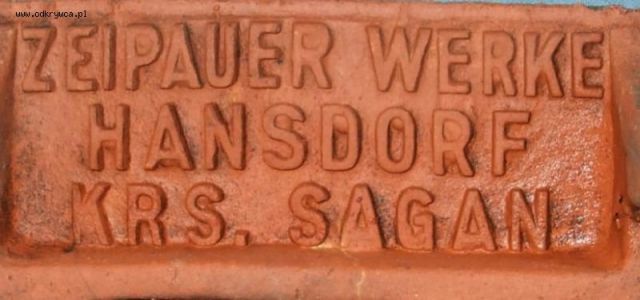 www.odkrywca.pl
ZEIPAUER WERKE
HANSDORF
KRS. SAGAN